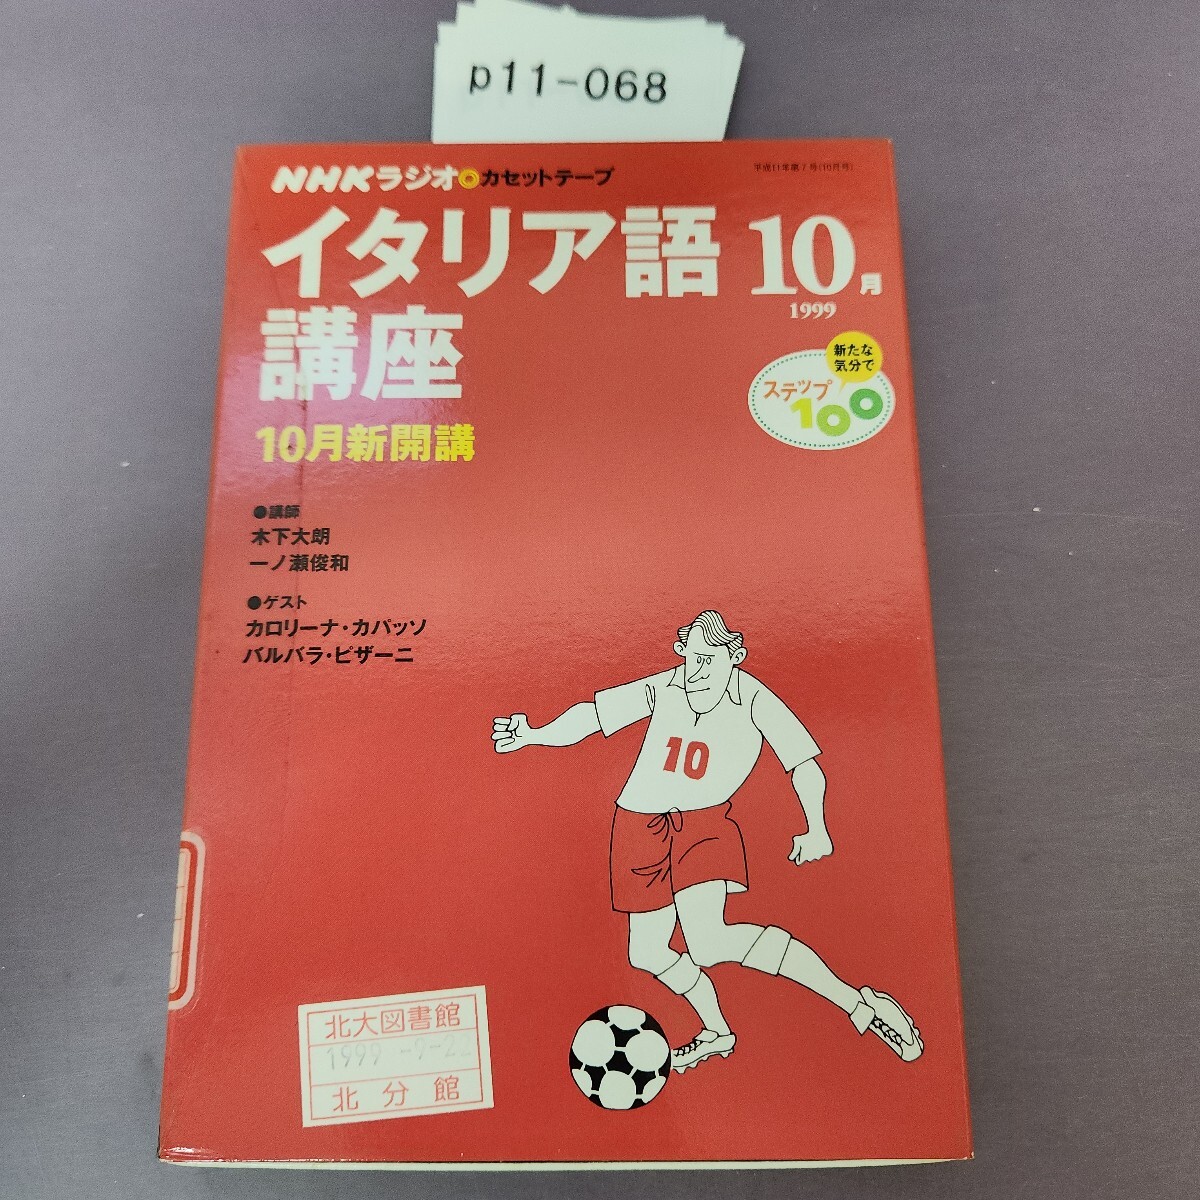 p11-068
NHKラジオ カセットテープ
平成11年第7号(10月号)
イタリア語
講座
10月
1999
新たな
気分で
ステップ
100
10月新開講
●講師
木下大朗
一ノ瀬俊和
●ゲスト
カロリーナ・カパッソ
バルバラ・ピザーニ
10
北大図書館
1999 -9-22
北分館